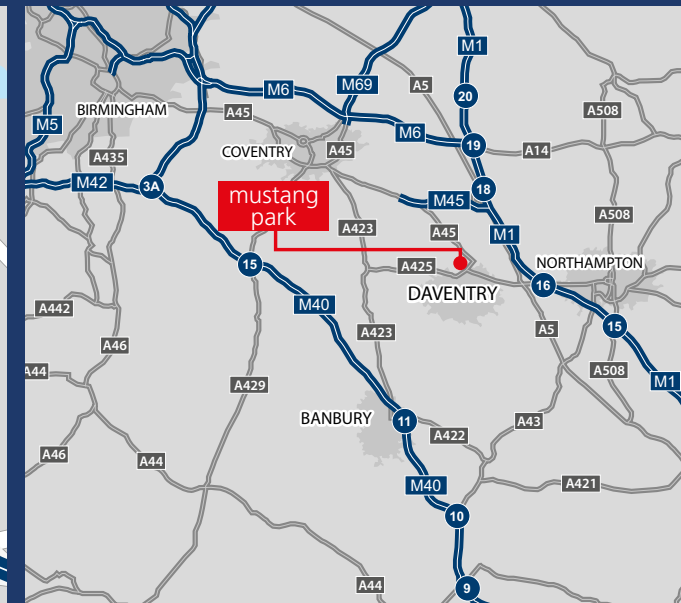 M1
A5
M69
M6
20
A508
BIRMINGHAM
A45
M5
M6
A45
19
A14
COVENTRY
A435
M42
3A
18
mustang
park
M45
A508
A423
A45
M1
15
A425
NORTHAMPTON
DAVENTRY
16
M40
A442
15
A5
A423
A46
A44
A508
M1
A429
BANBURY
11
A43
A422
A46
A44
M40
A421
10
A44
9